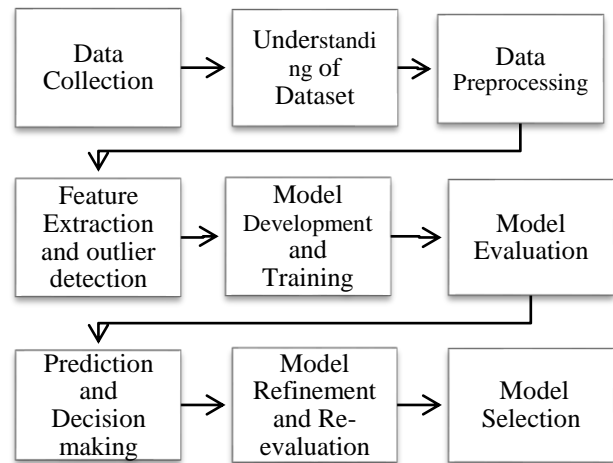 Data
Collection
Understandi
ng of
Dataset
Data
Preprocessing
Feature
Extraction
and outlier
detection
Model
Development
and
Training
Model
Evaluation
Prediction
and
Decision
making
Model
Refinement
and Re-
evaluation
Model
Selection